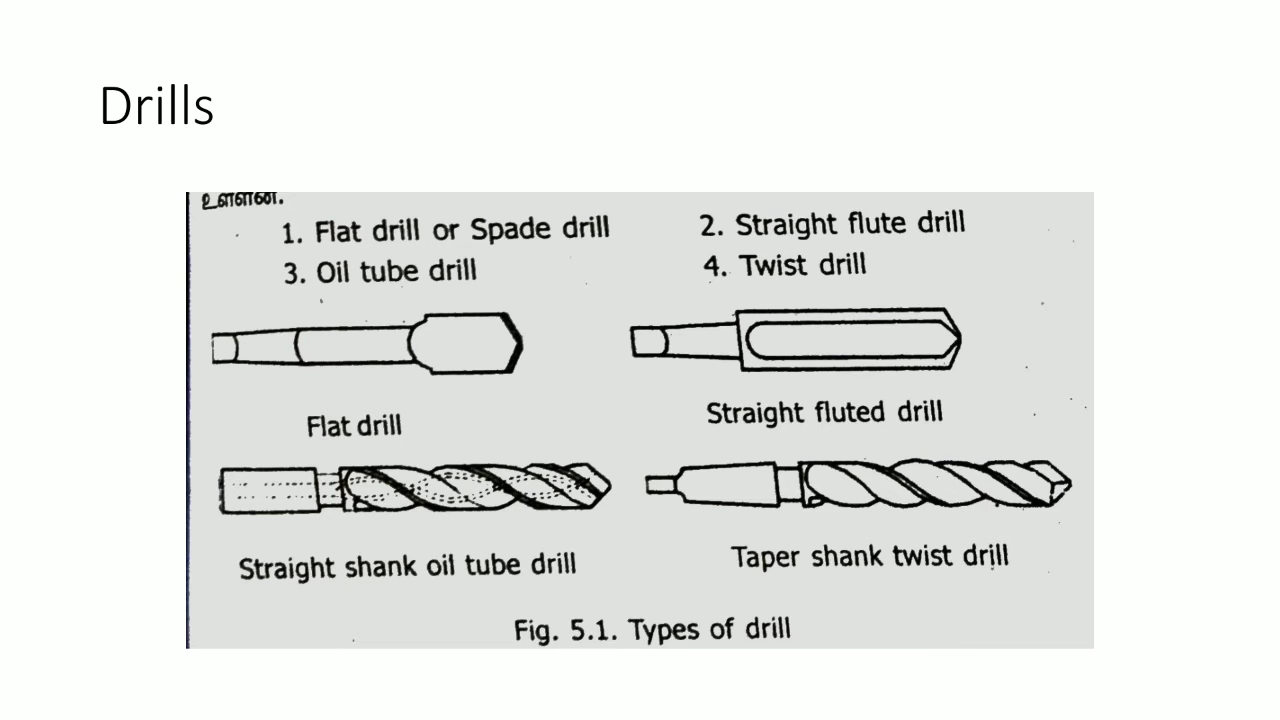 Drills
உள்ளன.
1. Flat drill or Spade drill
2. Straight flute drill
3. Oil tube drill
4. Twist drill
Flat drill
Straight fluted drill
Straight shank oil tube drill
Taper shank twist drill
Fig. 5.1. Types of drill